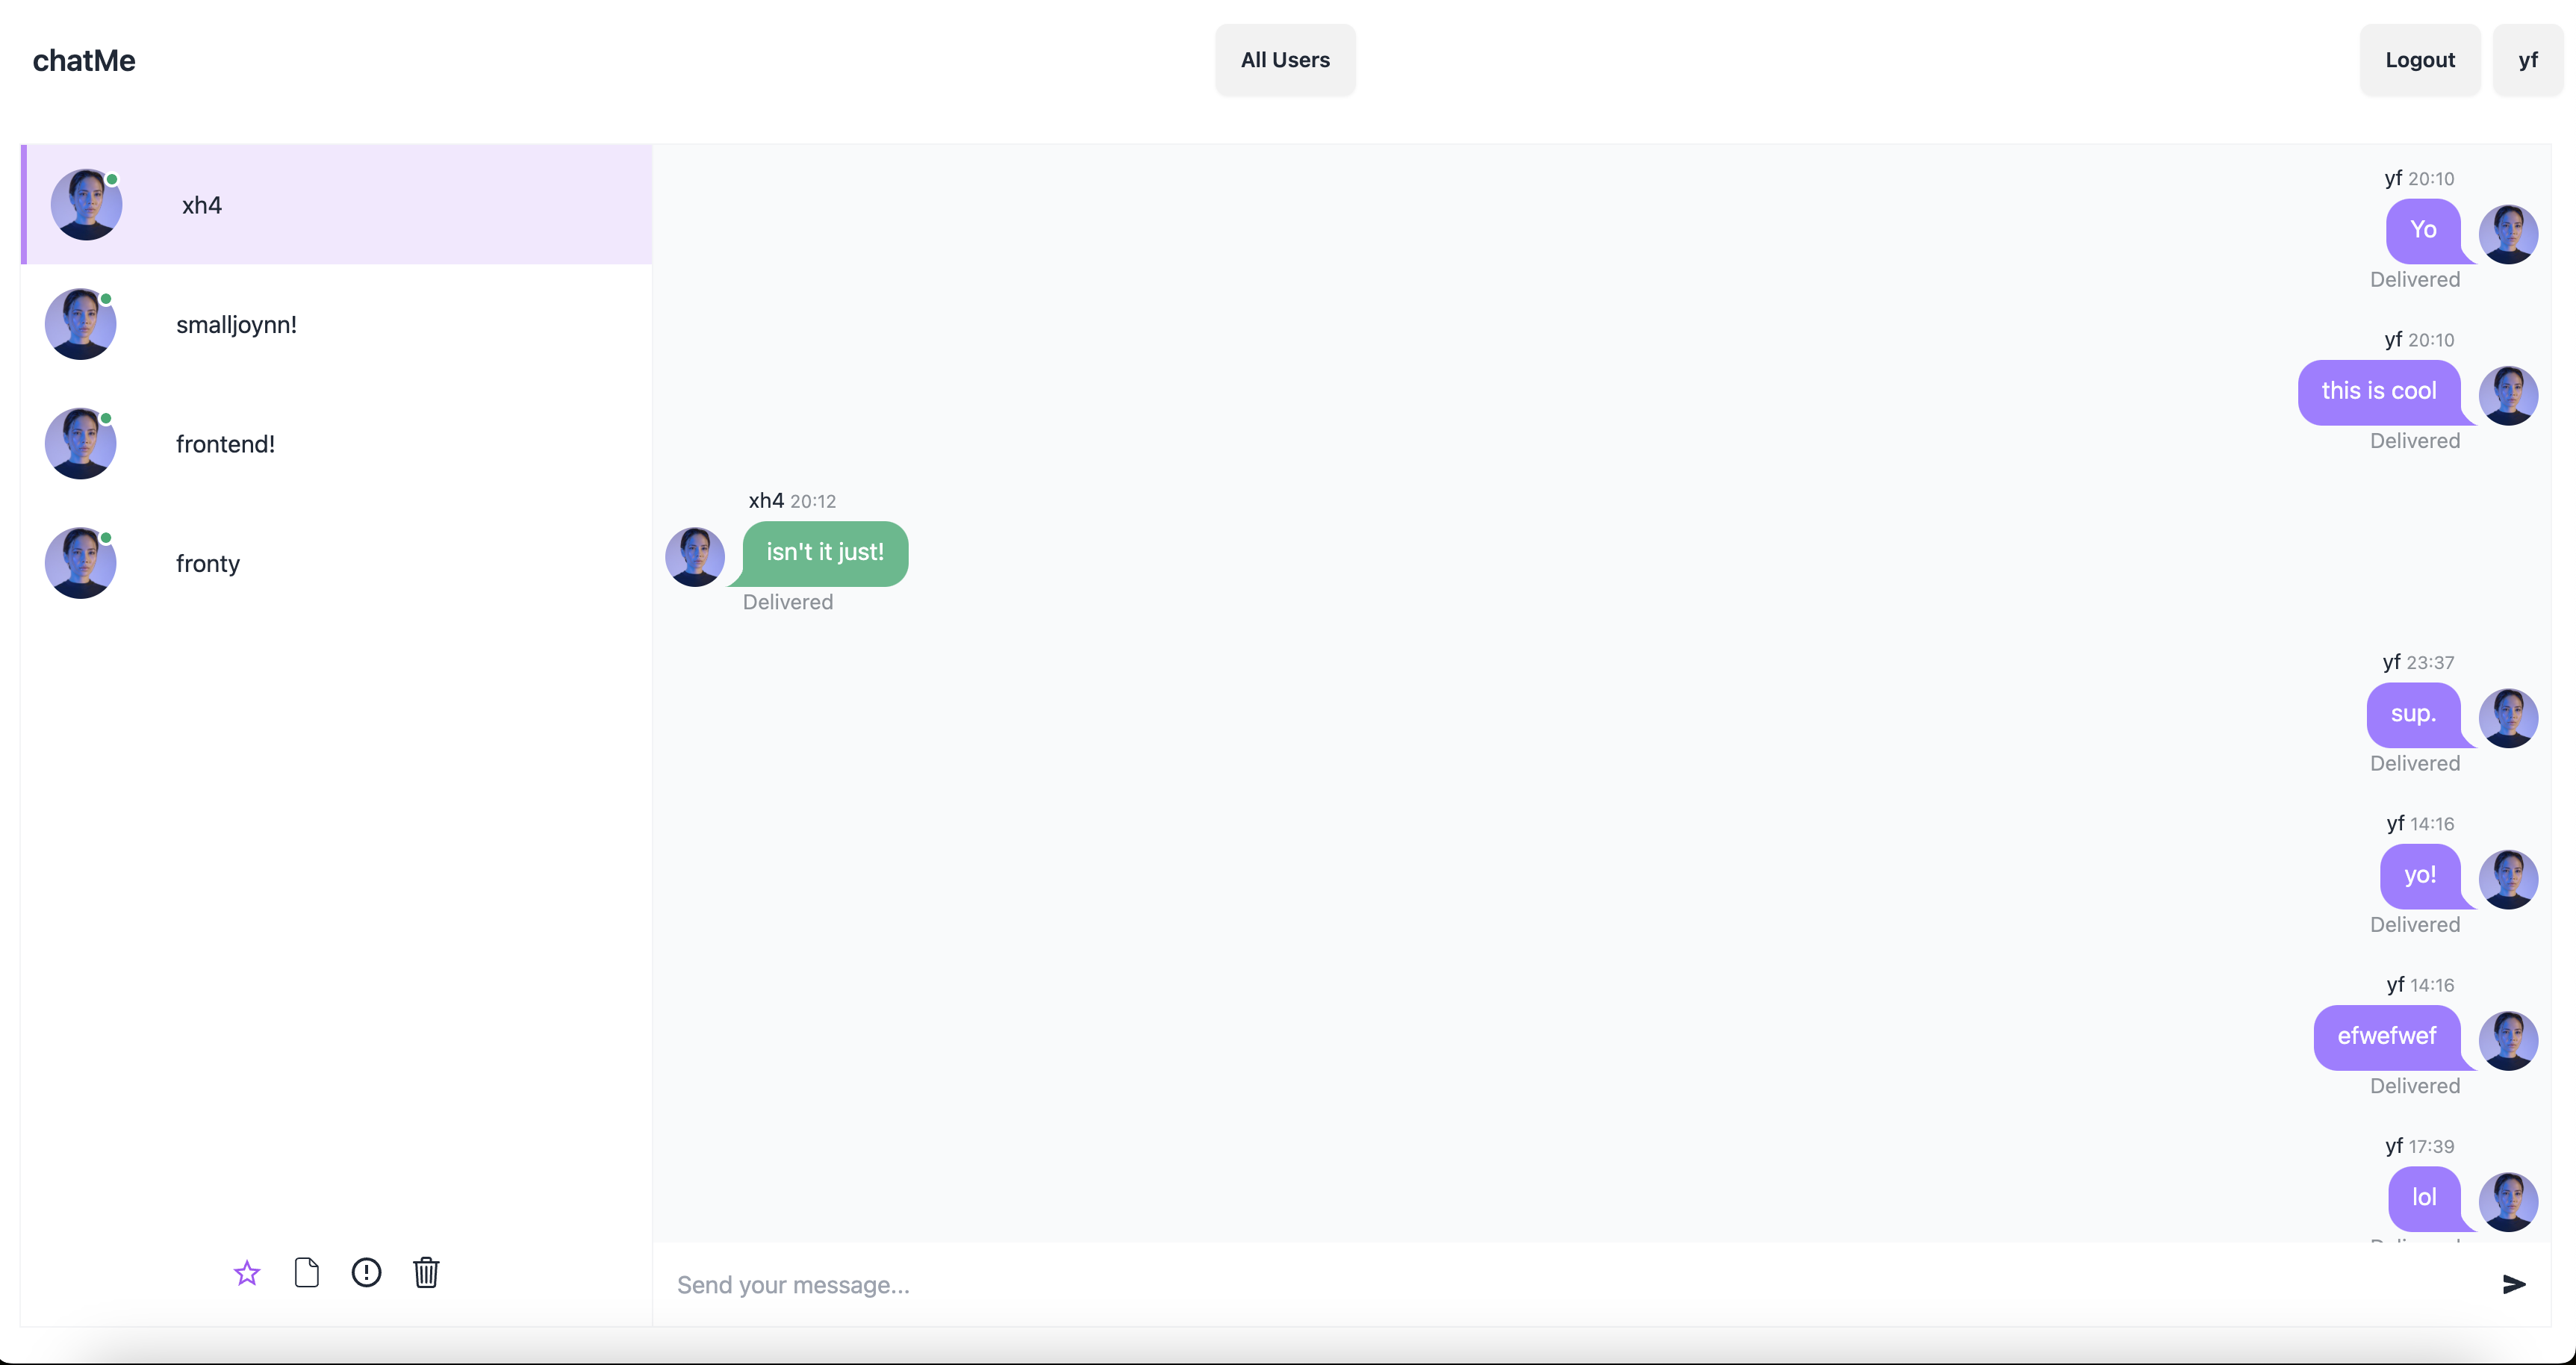 chatMe
All Users
Logout
yf
xh4
smalljoynn!
frontend!
fronty
yf 20:10
Yo
Delivered
yf 20:10
this is cool
Delivered
xh4 20:12
isn't it just!
Delivered
yf 23:37
sup.
Delivered
yf 14:16
yo!
Delivered
yf 14:16
efwefwef
Delivered
yf 17:39
lol
Send your message...